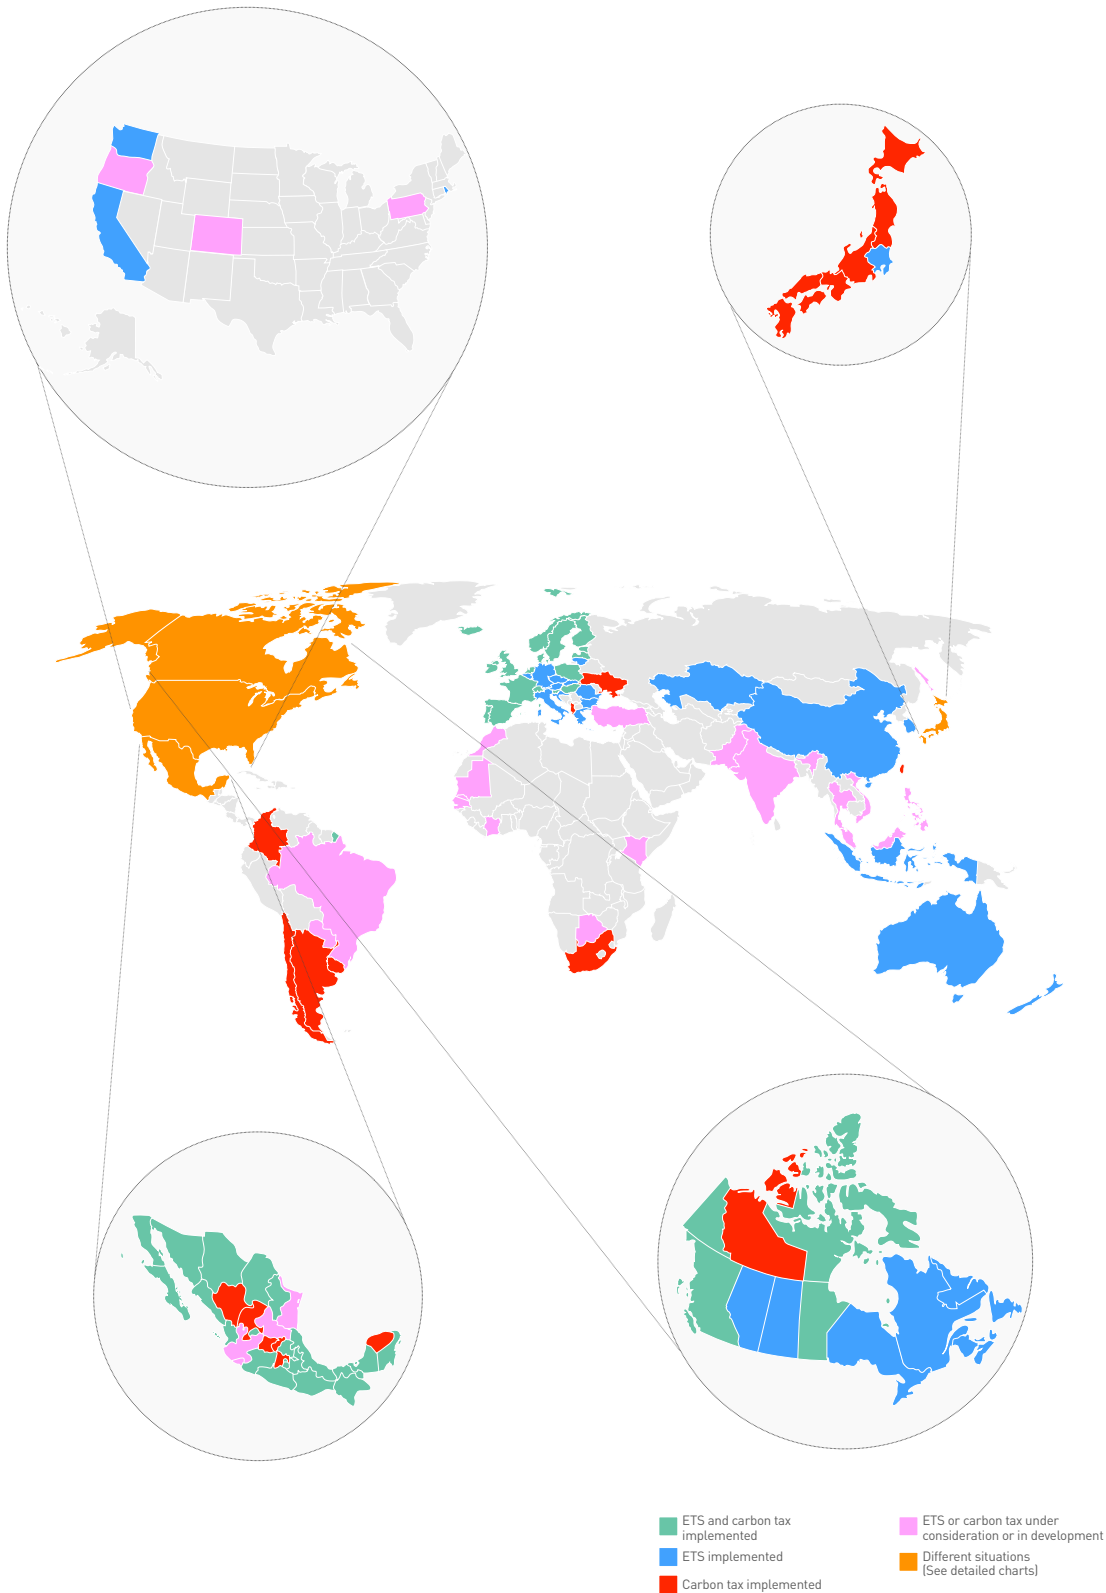 ETS and carbon tax
implemented
ETS implemented
Carbon tax implemented
ETS or carbon tax under
consideration or in development
Different situations
(See detailed charts)